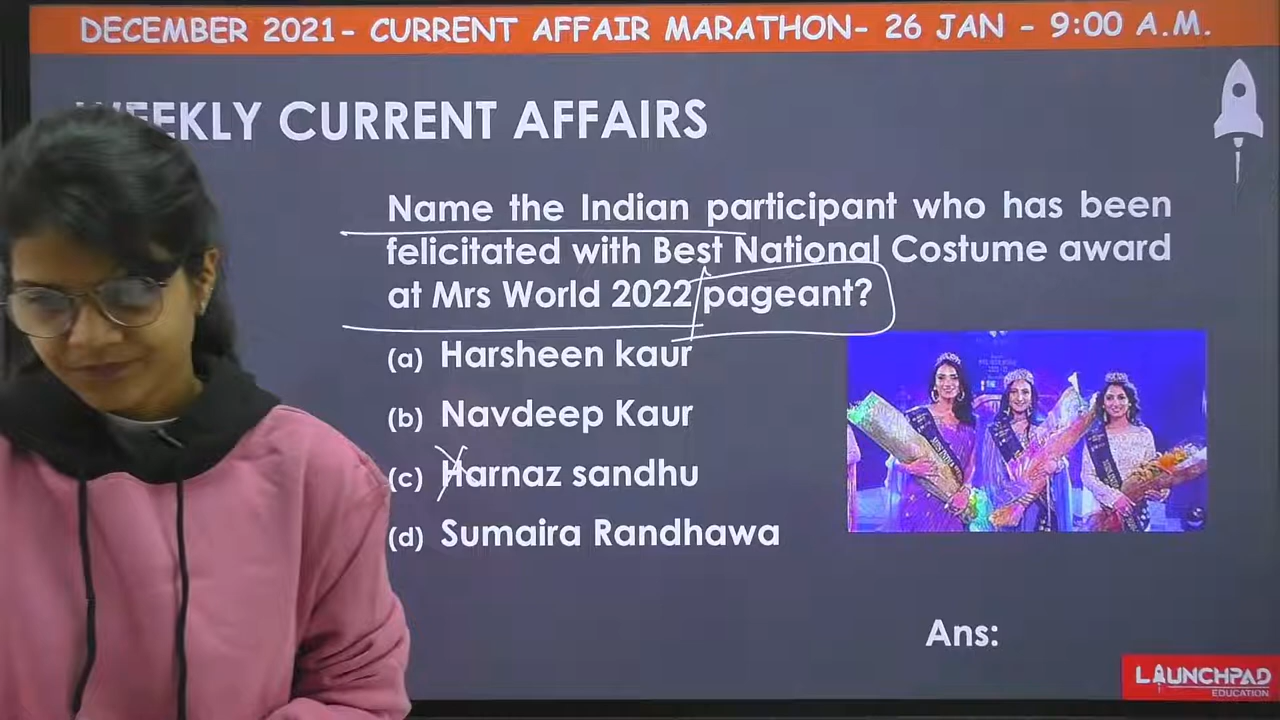 DECEMBER 2021- CURRENT AFFAIR MARATHON- 26 JAN - 9:00 A.M.
WEEKLY CURRENT AFFAIRS
Name the Indian participant who has been
felicitated with Best National Costume award
at Mrs World 2022 pageant?
(a) Harsheen kaur
(b) Navdeep Kaur
(c) Harnaz sandhu
(d) Sumaira Randhawa
Ans:
LAUNCHPAD
EDUCATION